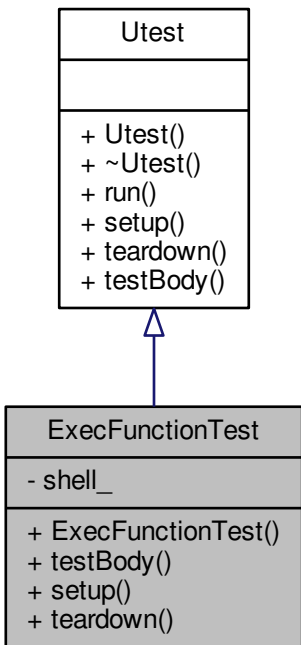 Utest
+ Utest()
+ ~Utest()
+ run()
+ setup()
+ teardown()
+ testBody()
ExecFunctionTest
- shell_
+ ExecFunctionTest()
+ testBody()
+ setup()
+ teardown()